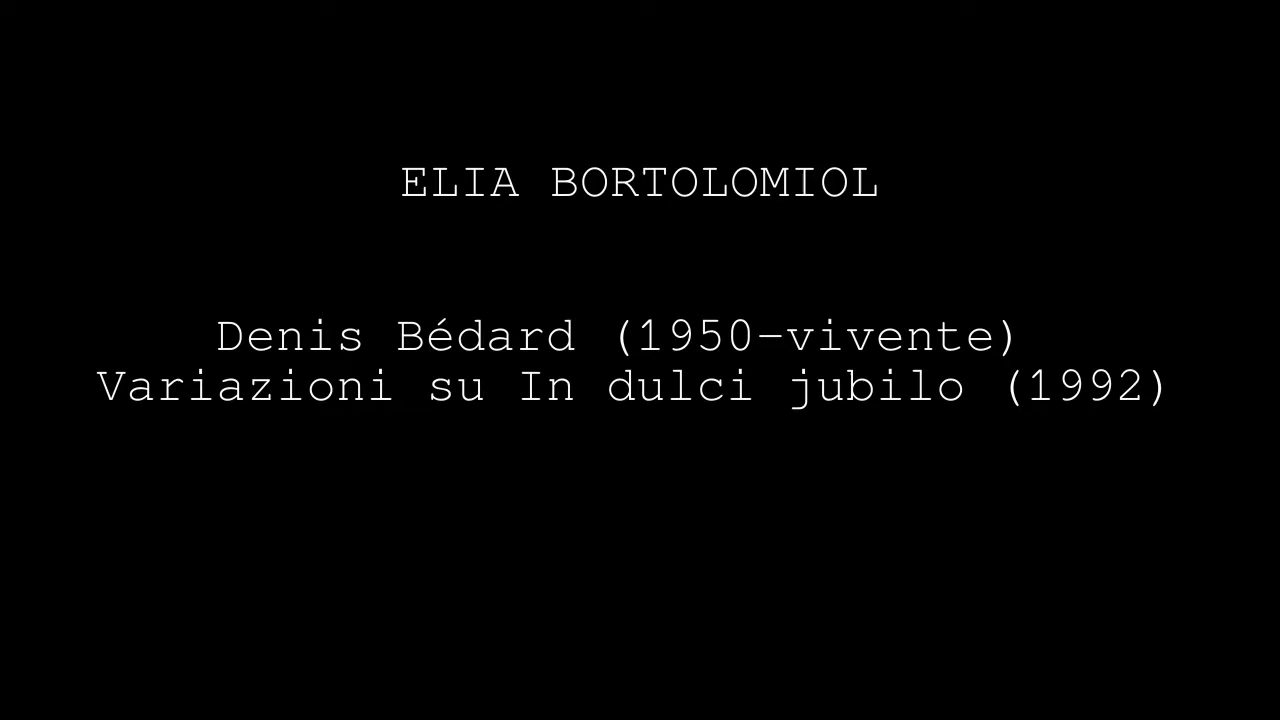 ELIA BORTOLOMIOL
Denis Bédard (1950-vivente)
Variazioni su In dulci jubilo (1992)